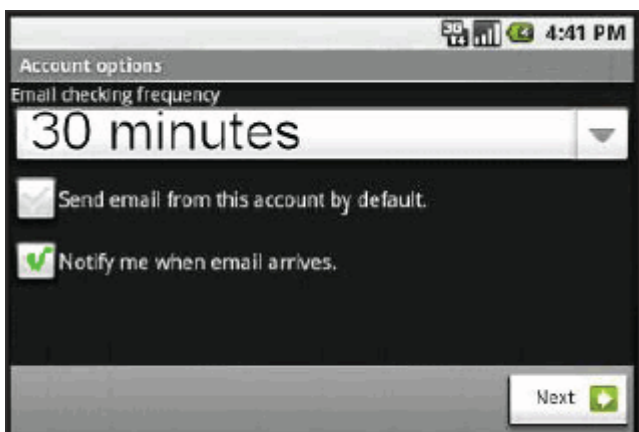 4:41 PM
Account options
Email checking frequency
30 minutes
Send email from this account by default.
Notify me when email arrives.
Next